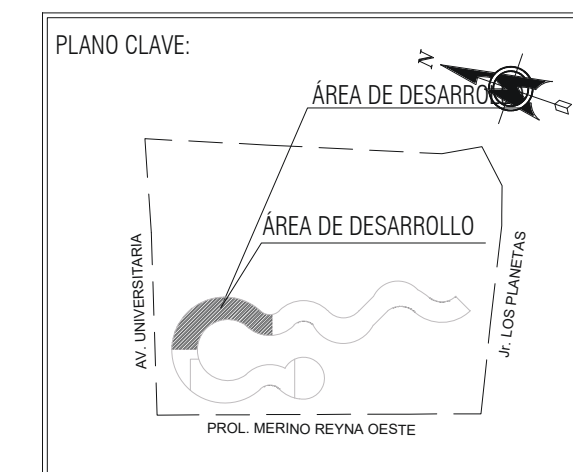 PLANO CLAVE:
N
ÁREA DE DESARRO
ÁREA DE DESARROLLO
AV. UNIVERSITARIA
Jr. LOS PLANETAS
PROL. MERINO REYNA OESTE